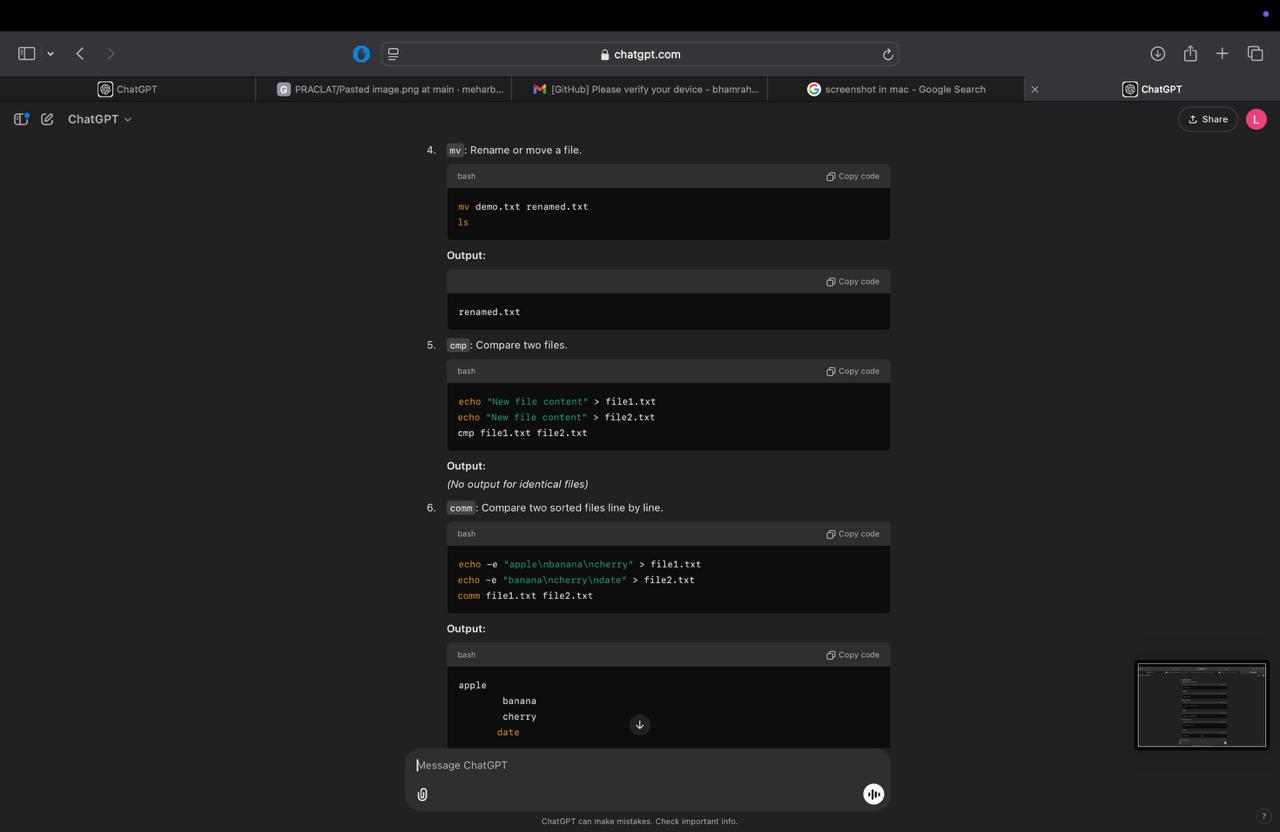 chatgpt.com
ChatGPT
G PRACLAT/Pasted image.png at main · meharb...
[GitHub] Please verify your device - bhamrah...
screenshot in mac - Google Search
ChatGPT
ChatGPT
Share
L
4. mv: Rename or move a file.
bash
Copy code
mv demo.txt renamed.txt
ls
Output:
Copy code
renamed.txt
5. cmp: Compare two files.
bash
Copy code
echo "New file content" > file1.txt
echo "New file content" > file2.txt
cmp file1.txt file2.txt
Output:
(No output for identical files)
6. comm: Compare two sorted files line by line.
bash
Copy code
echo -e "apple\nbanana\ncherry" > file1.txt
echo -e "banana\ncherry\ndate" > file2.txt
comm file1.txt file2.txt
Output:
bash
Copy code
apple
banana
cherry
date
Message ChatGPT
ChatGPT can make mistakes. Check important info.
?